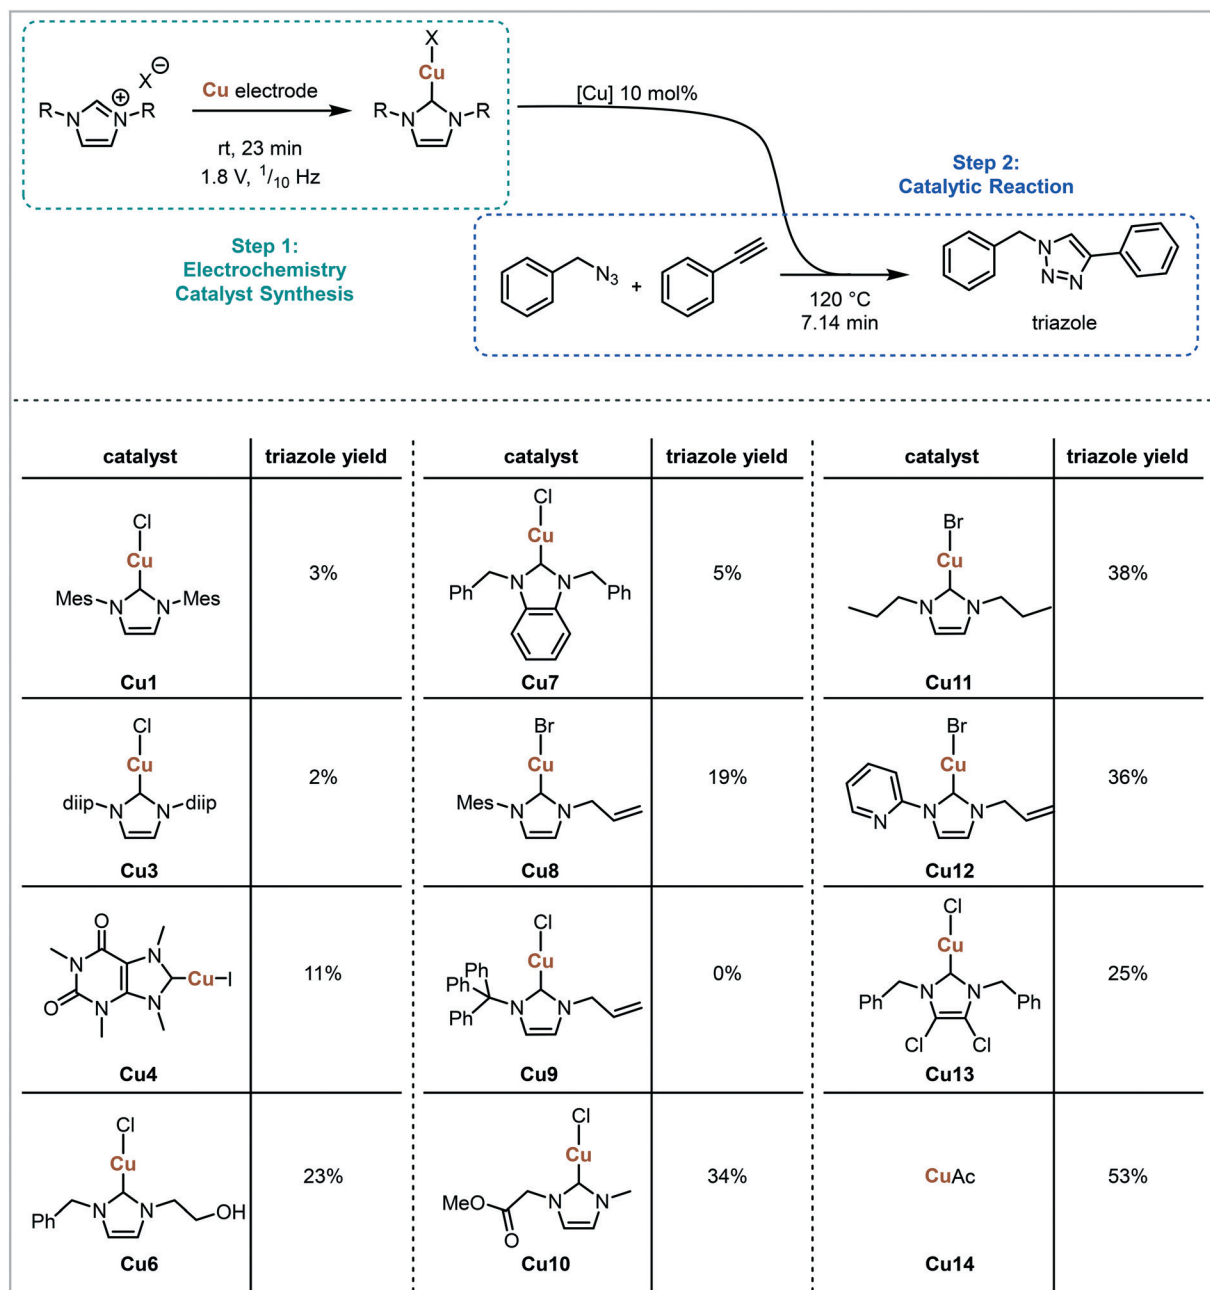 X
X⊖
Cu
Cu electrode
[Cu] 10 mol%
R N ⊕ N R
R N N R
rt, 23 min
1.8 V, 1/10 Hz
Step 2:
Catalytic Reaction
Step 1:
Electrochemistry
Catalyst Synthesis
N3
+
N
N N
120 °C
7.14 min
triazole
catalyst triazole yield catalyst triazole yield catalyst triazole yield
Cl
Cu
Mes N N Mes
3%
Cu1
Cl
Cu
Ph N N Ph
5%
Cu7
Br
Cu
N N
38%
Cu11
Cl
Cu
diip N N diip
2%
Cu3
Br
Cu
Mes N N
19%
Cu8
Br
Cu
N N N
36%
Cu12
O
N N
Cu I
O N N
11%
Cu4
Cl
Cu
Ph Ph
Ph N N
0%
Cu9
Cl
Cu
Ph N N Ph
Cl Cl
25%
Cu13
Cl
Cu
N N OH
Ph
23%
Cu6
Cl
Cu
MeO N N
O
34%
Cu10
CuAc
53%
Cu14